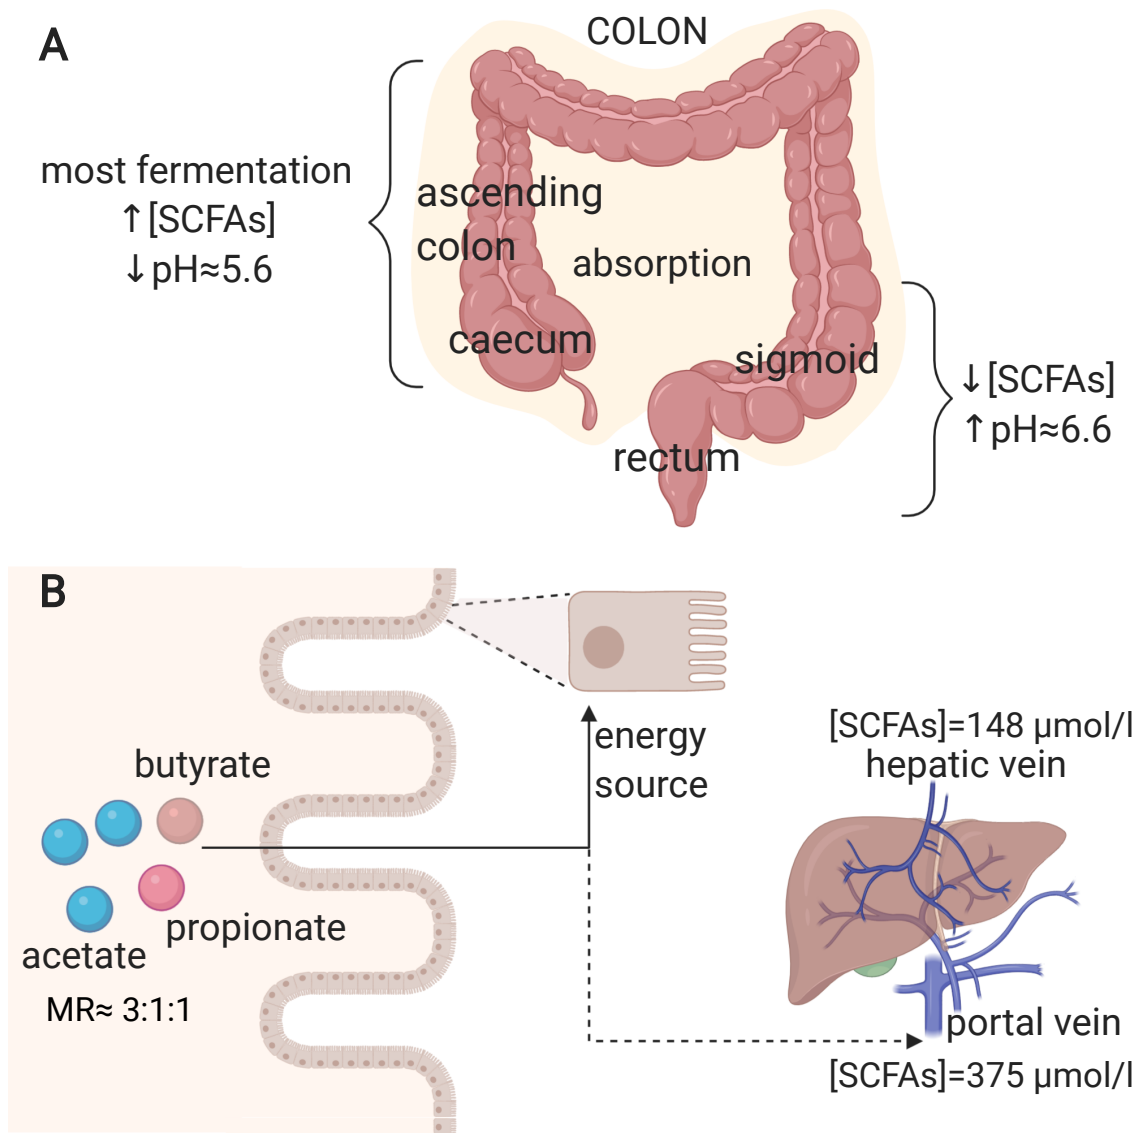 A
COLON
most fermentation
↑[SCFAs]
↓pH≈5.6
ascending
colon
absorption
caecum
sigmoid
rectum
↓[SCFAs]
↑pH≈6.6
B
energy
source
butyrate
propionate
acetate
MR≈ 3:1:1
[SCFAs]=148 µmol/l
hepatic vein
portal vein
[SCFAs]=375 µmol/l